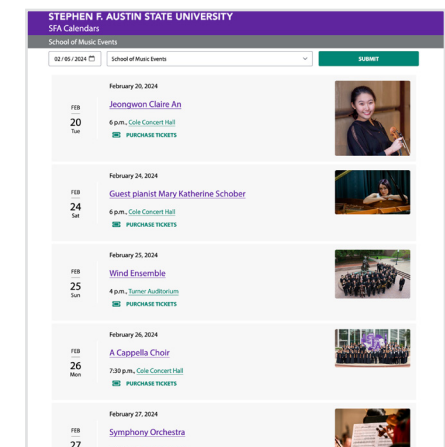 STEPHEN F. AUSTIN STATE UNIVERSITY
SFA Calendars
School of Music Events
02/05/2024 School of Music Events SUBMIT
February 20, 2024
FEB
20
Tue
Jeongwon Claire An
6 p.m., Cole Concert Hall
PURCHASE TICKETS
February 24, 2024
FEB
24
Sat
Guest pianist Mary Katherine Schober
6 p.m., Cole Concert Hall
PURCHASE TICKETS
February 25, 2024
FEB
25
Sun
Wind Ensemble
4 p.m., Turner Auditorium
PURCHASE TICKETS
February 26, 2024
FEB
26
Mon
A Cappella Choir
7:30 p.m., Cole Concert Hall
PURCHASE TICKETS
February 27, 2024
FEB
27
Symphony Orchestra